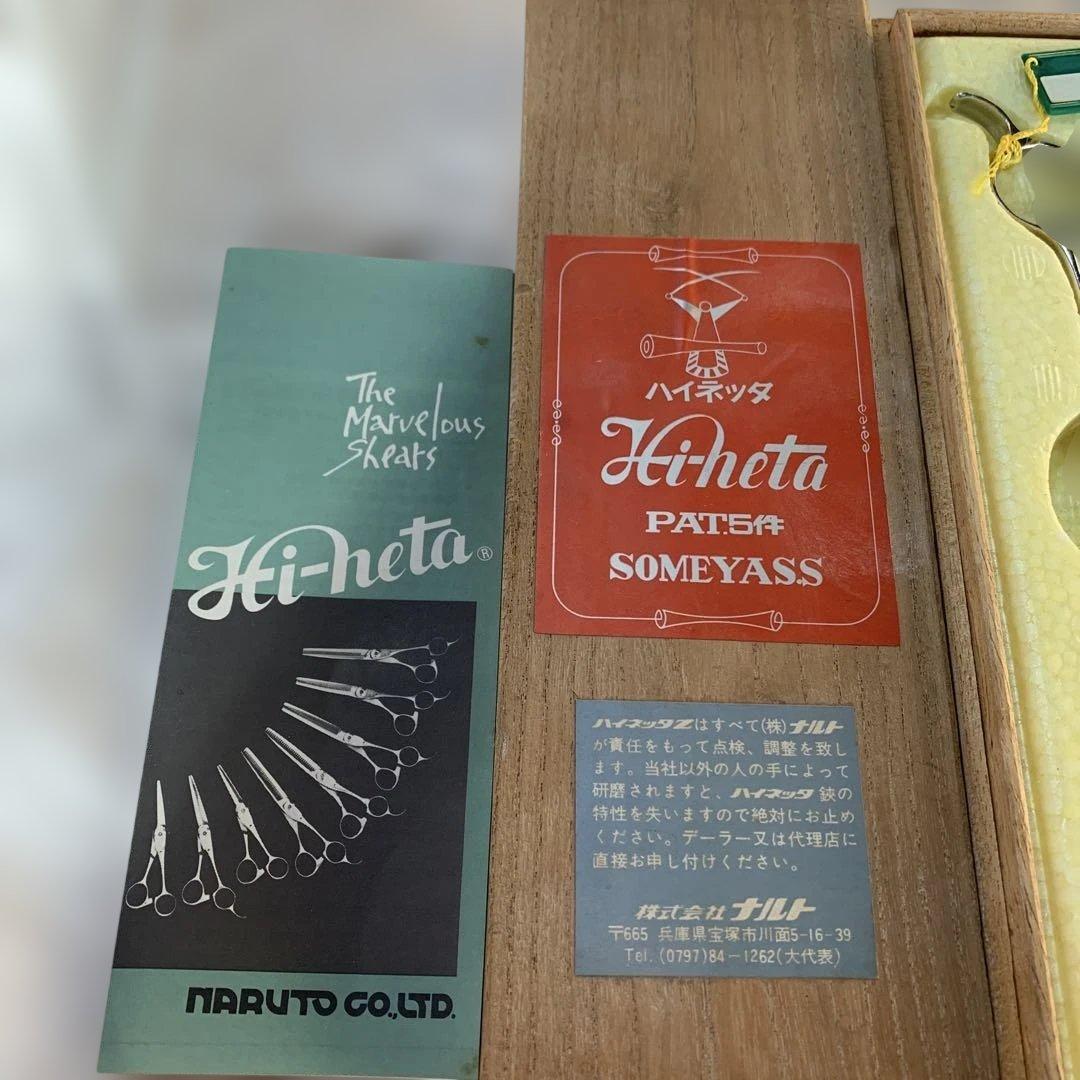 The
Marvelous
Shears
Hi-heta®
NARUTO CO.,LTD.
ハイネッタ
Hi-heta
PAT.5件
SOMEYAS.S
ハイネッタZはすべて(株)ナルト
が責任をもって点検、調整を致し
ます。当社以外の人の手によって
研磨されますと、ハイネッタ鋏の
特性を失いますので絶対にお止め
ください。デーラー又は代理店に
直接お申し付けください。
株式会社ナルト
〒665 兵庫県宝塚市川面5-16-39
Tel.(0797)84-1262(大代表)